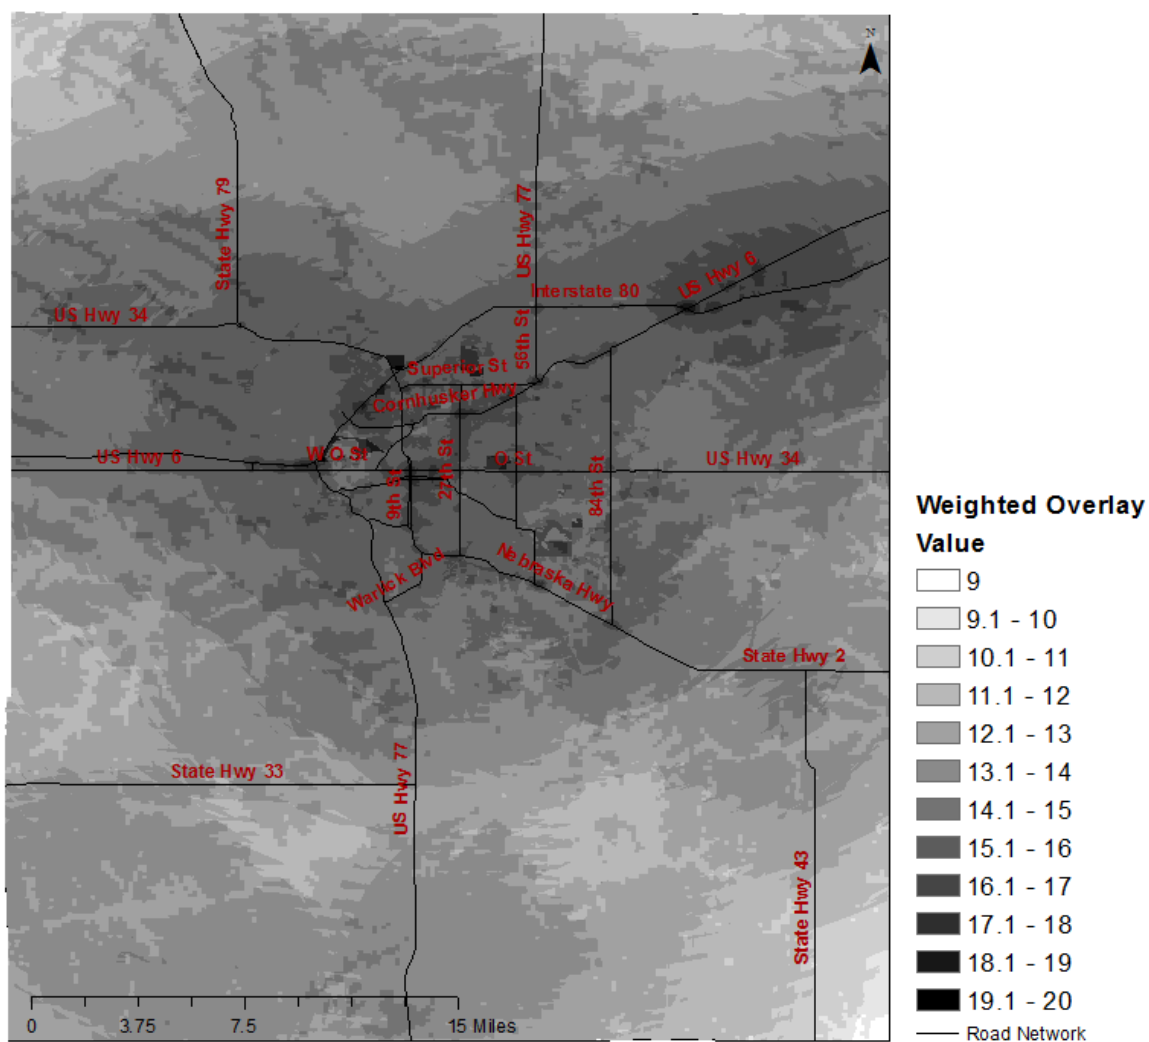 N
State Hwy 79
US Hwy 77
US Hwy 6
Interstate 80
US Hwy 34
56th St
Superior St
Cornhusker Hwy
US Hwy 6
W O St
27th St
O St
US Hwy 34
9th St
84th St
Warlick Blvd
Nebraska Hwy
State Hwy 2
State Hwy 33
US Hwy 77
State Hwy 43
0 3.75 7.5 15 Miles
Weighted Overlay
Value
9
9.1 - 10
10.1 - 11
11.1 - 12
12.1 - 13
13.1 - 14
14.1 - 15
15.1 - 16
16.1 - 17
17.1 - 18
18.1 - 19
19.1 - 20
Road Network